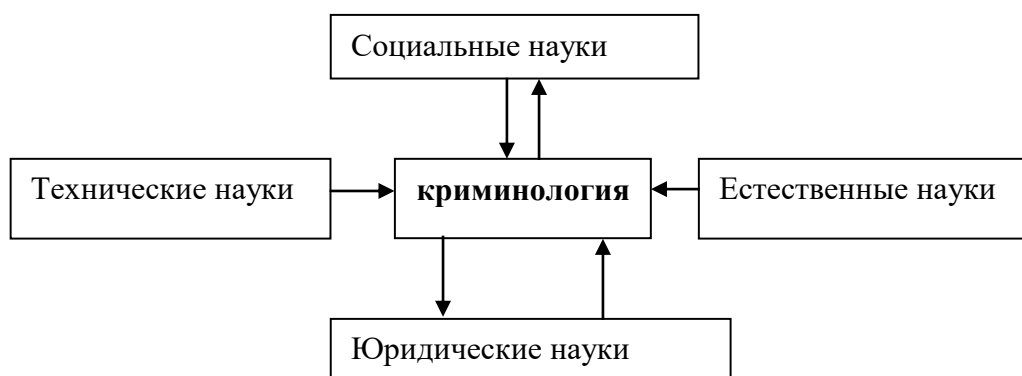 Социальные науки
Технические науки
криминология
Естественные науки
Юридические науки